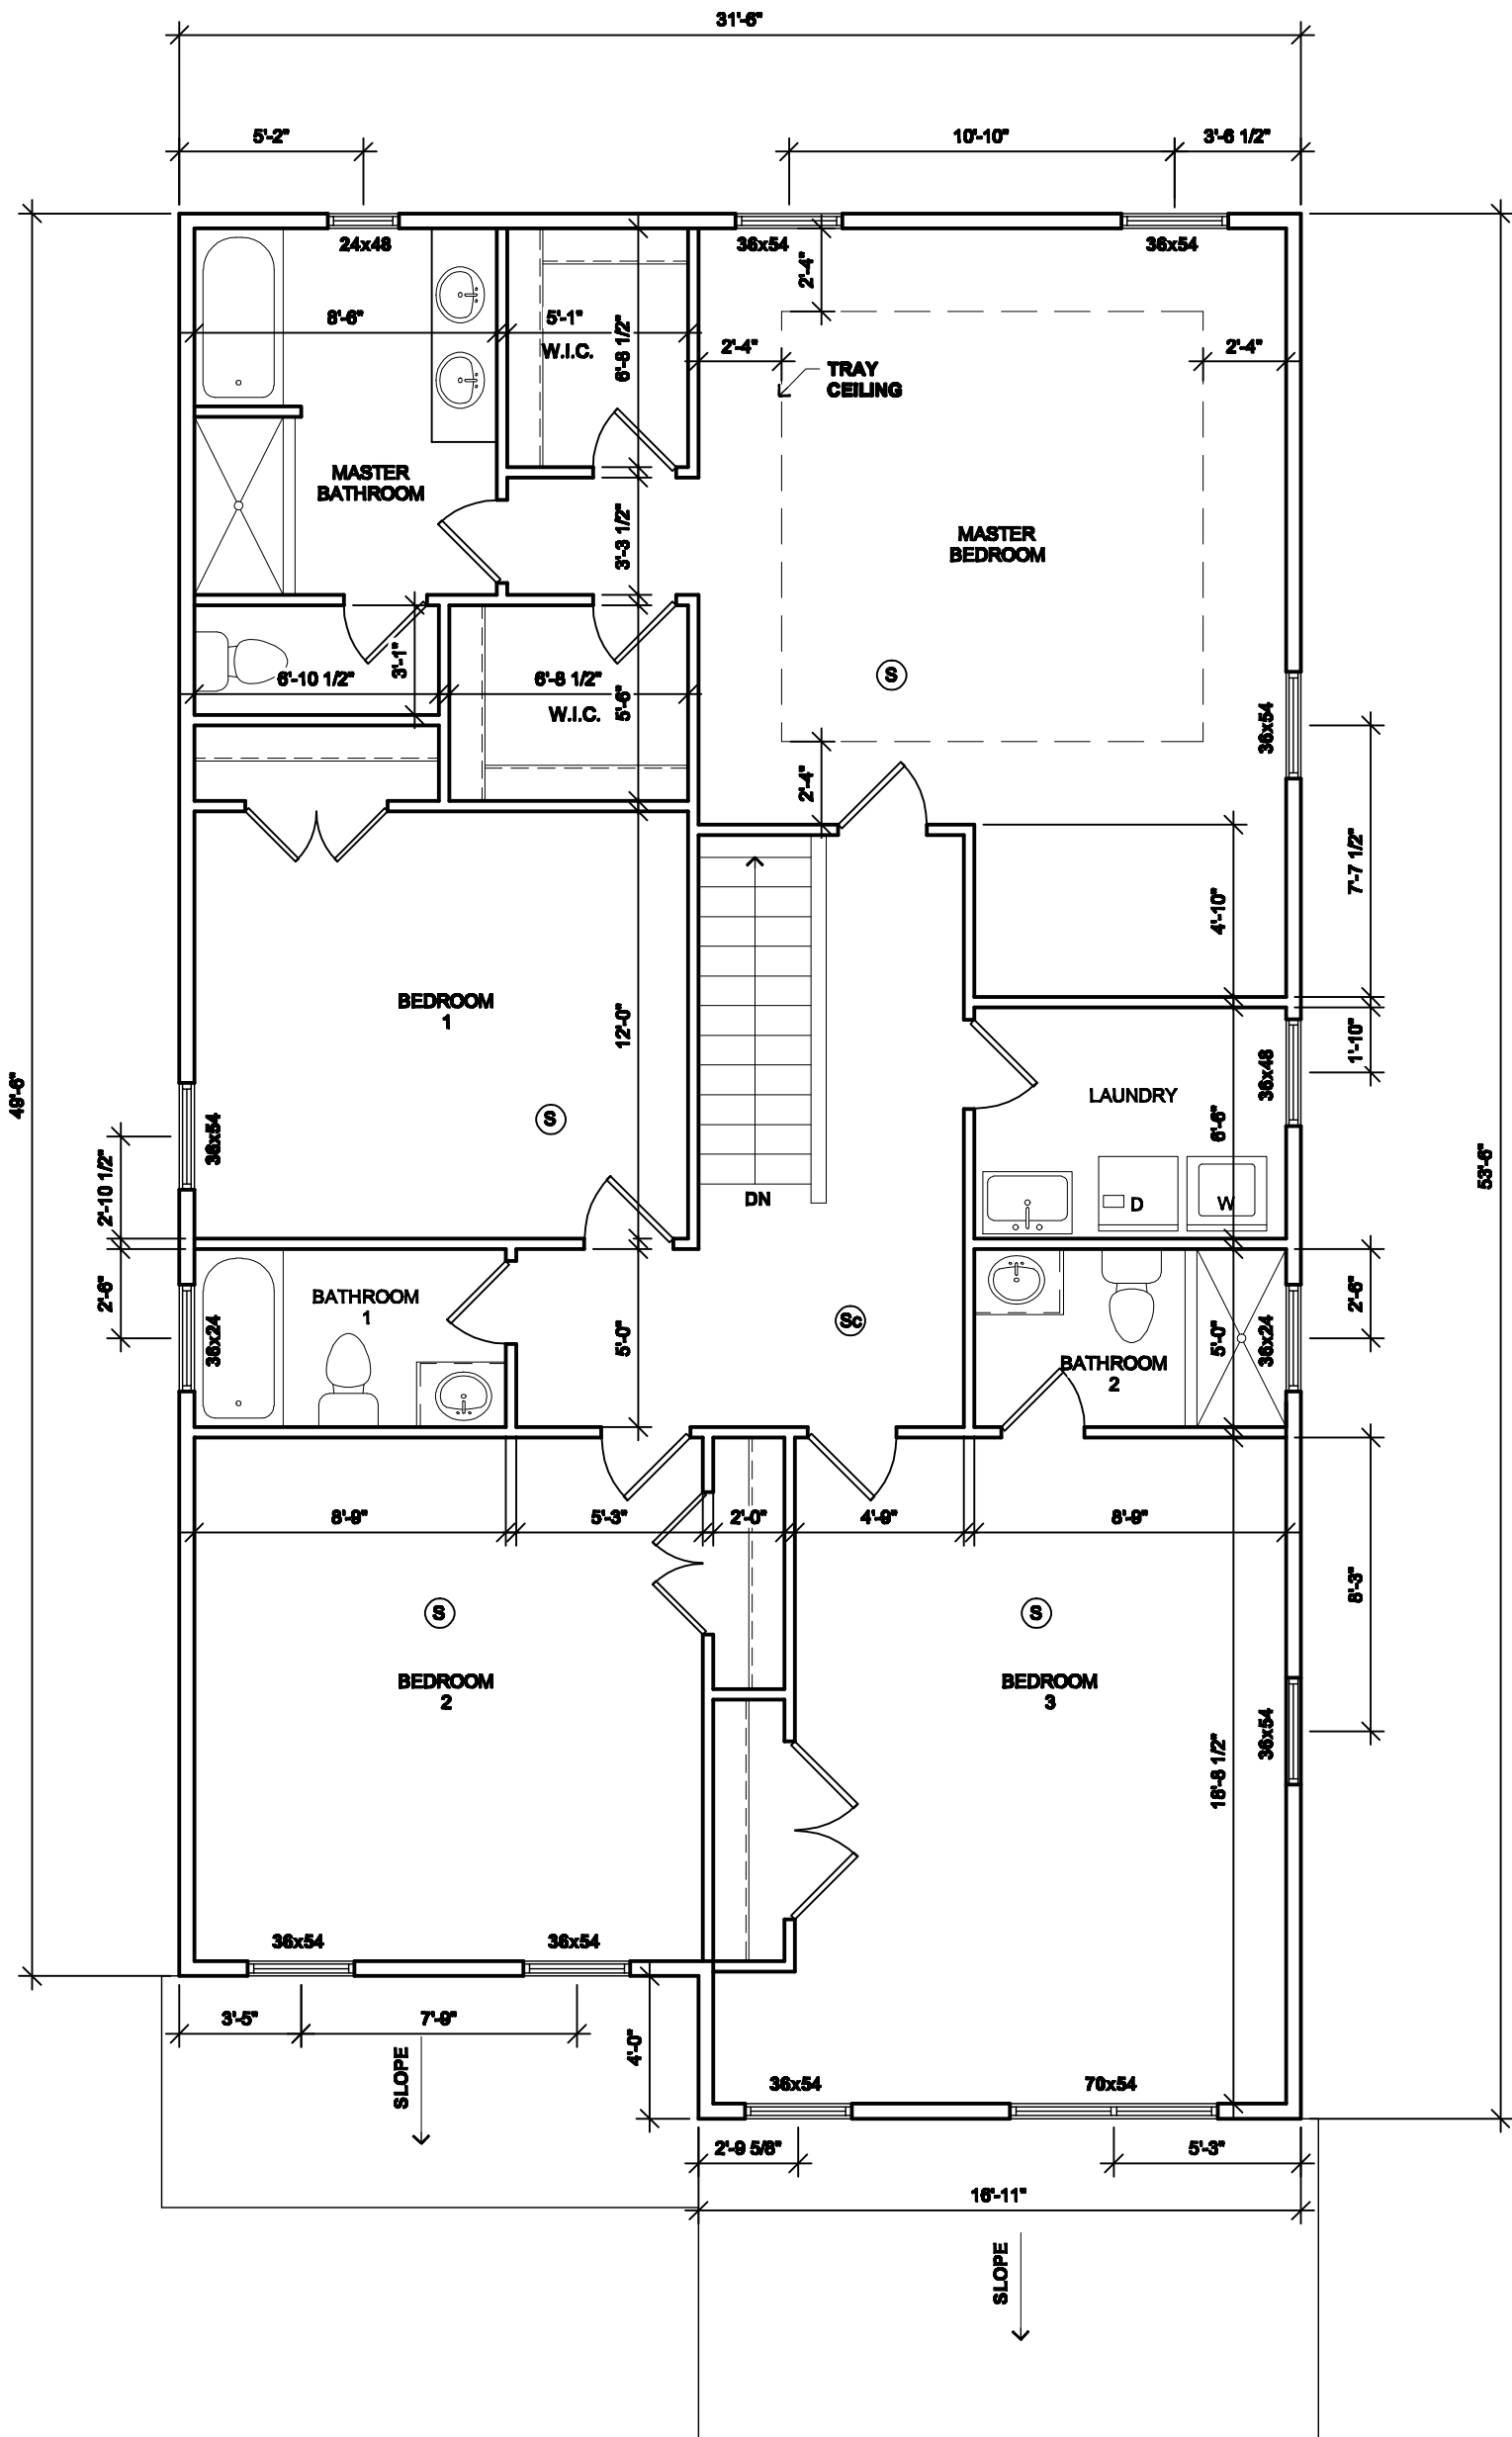 31'-6"
5'-2"
10'-10"
3'-6 1/2"
24x48
36x54
36x54
2'-4"
8'-6"
5'-1"
W.I.C.
6'-8 1/2"
2'-4"
2'-4"
TRAY
CEILING
MASTER
BATHROOM
3'-3 1/2"
MASTER
BEDROOM
3'-1"
6'-10 1/2"
6'-8 1/2"
W.I.C.
5'-6"
S
36x54
2'-4"
7'-7 1/2"
4'-10"
BEDROOM
1
12'-0"
1'-10"
36x48
49'-6"
LAUNDRY
S
36x54
6'-6"
53'-6"
2'-10 1/2"
DN
D
W
2'-6"
BATHROOM
1
36x24
5'-0"
Sc
BATHROOM
2
5'-0"
36x24
2'-6"
8'-9"
5'-3"
2'-0"
4'-9"
8'-9"
8'-3"
S
S
BEDROOM
2
BEDROOM
3
36x54
18'-8 1/2"
36x54
36x54
3'-5"
7'-9"
4'-0"
SLOPE
36x54
70x54
2'-9 5/8"
5'-3"
16'-11"
SLOPE